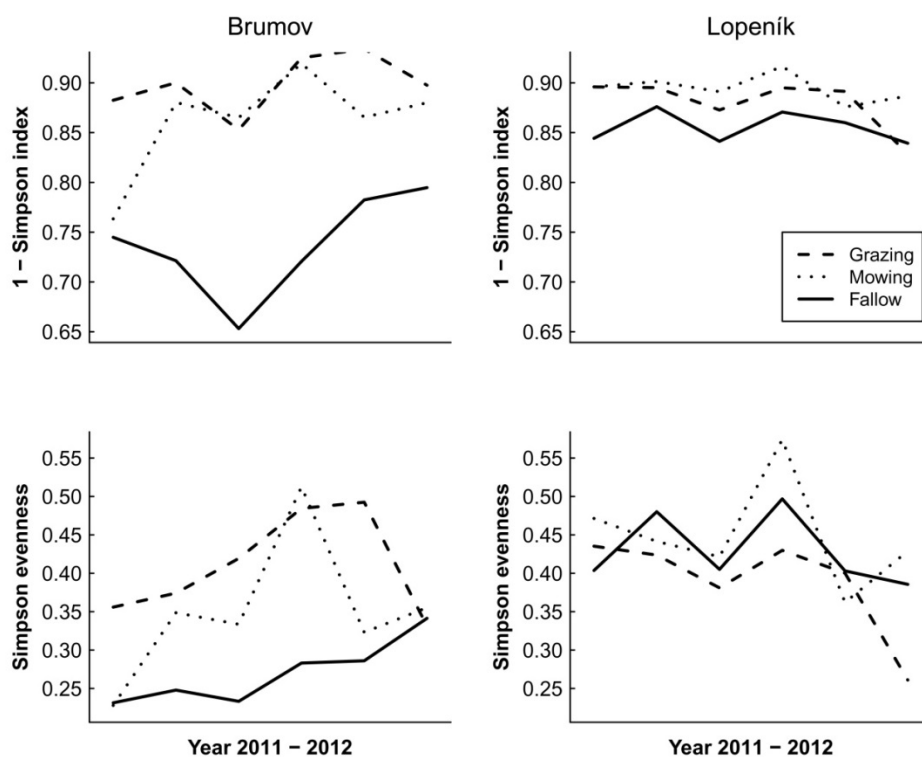 Brumov
Lopeník
1 − Simpson index
0.90
0.85
0.80
0.75
0.70
0.65
1 − Simpson index
0.90
0.85
0.80
0.75
0.70
0.65
Grazing
Mowing
Fallow
Simpson evenness
0.55
0.50
0.45
0.40
0.35
0.30
0.25
Year 2011 − 2012
Simpson evenness
0.55
0.50
0.45
0.40
0.35
0.30
0.25
Year 2011 − 2012